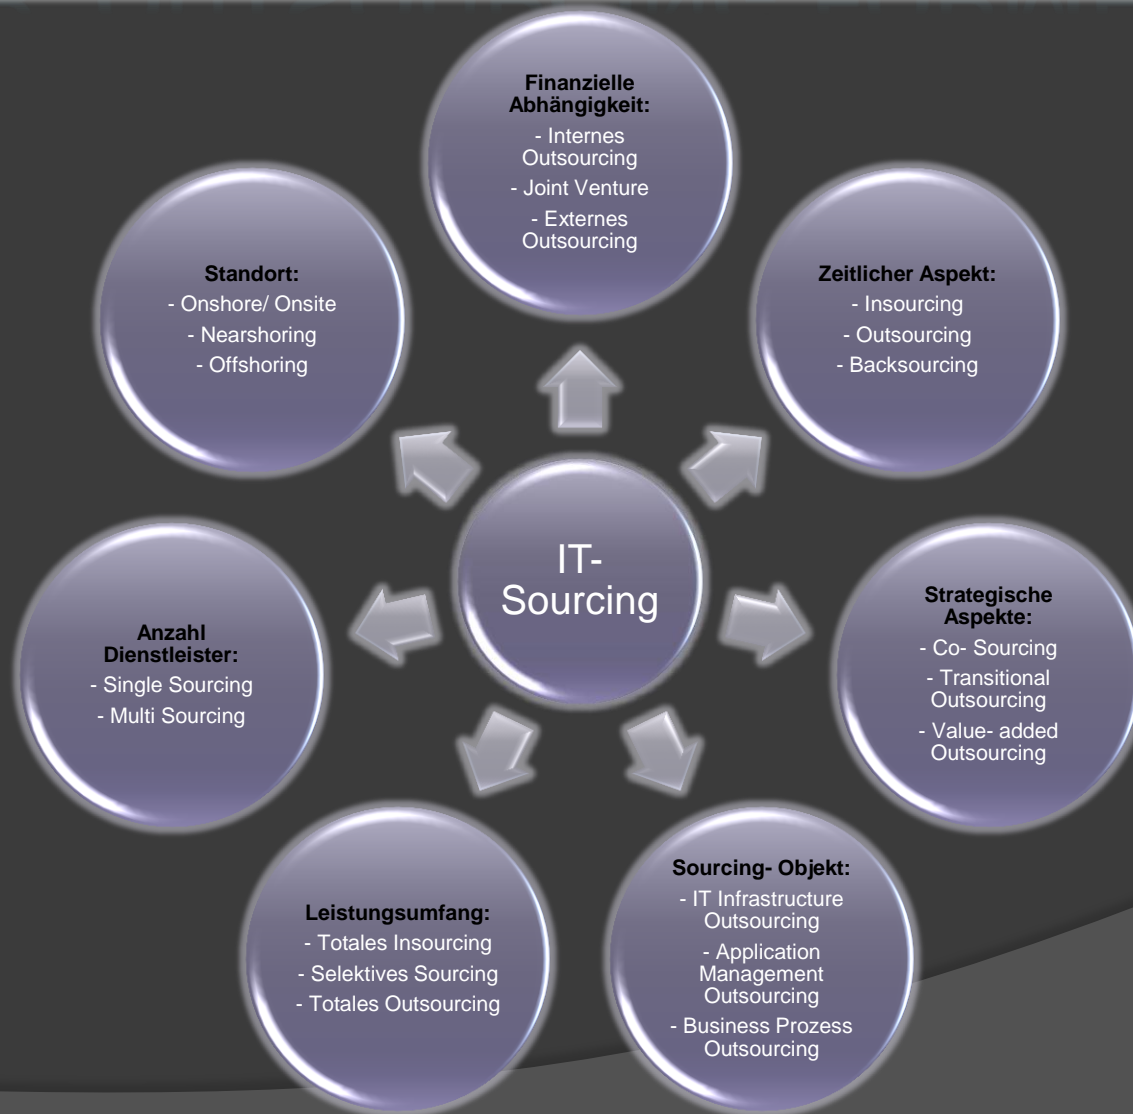 IT-
Sourcing
Finanzielle
Abhängigkeit:
- Internes
Outsourcing
- Joint Venture
- Externes
Outsourcing
Zeitlicher Aspekt:
- Insourcing
- Outsourcing
- Backsourcing
Strategische
Aspekte:
- Co- Sourcing
- Transitional
Outsourcing
- Value- added
Outsourcing
Sourcing- Objekt:
- IT Infrastructure
Outsourcing
- Application
Management
Outsourcing
- Business Prozess
Outsourcing
Leistungsumfang:
- Totales Insourcing
- Selektives Sourcing
- Totales Outsourcing
Anzahl
Dienstleister:
- Single Sourcing
- Multi Sourcing
Standort:
- Onshore/ Onsite
- Nearshoring
- Offshoring